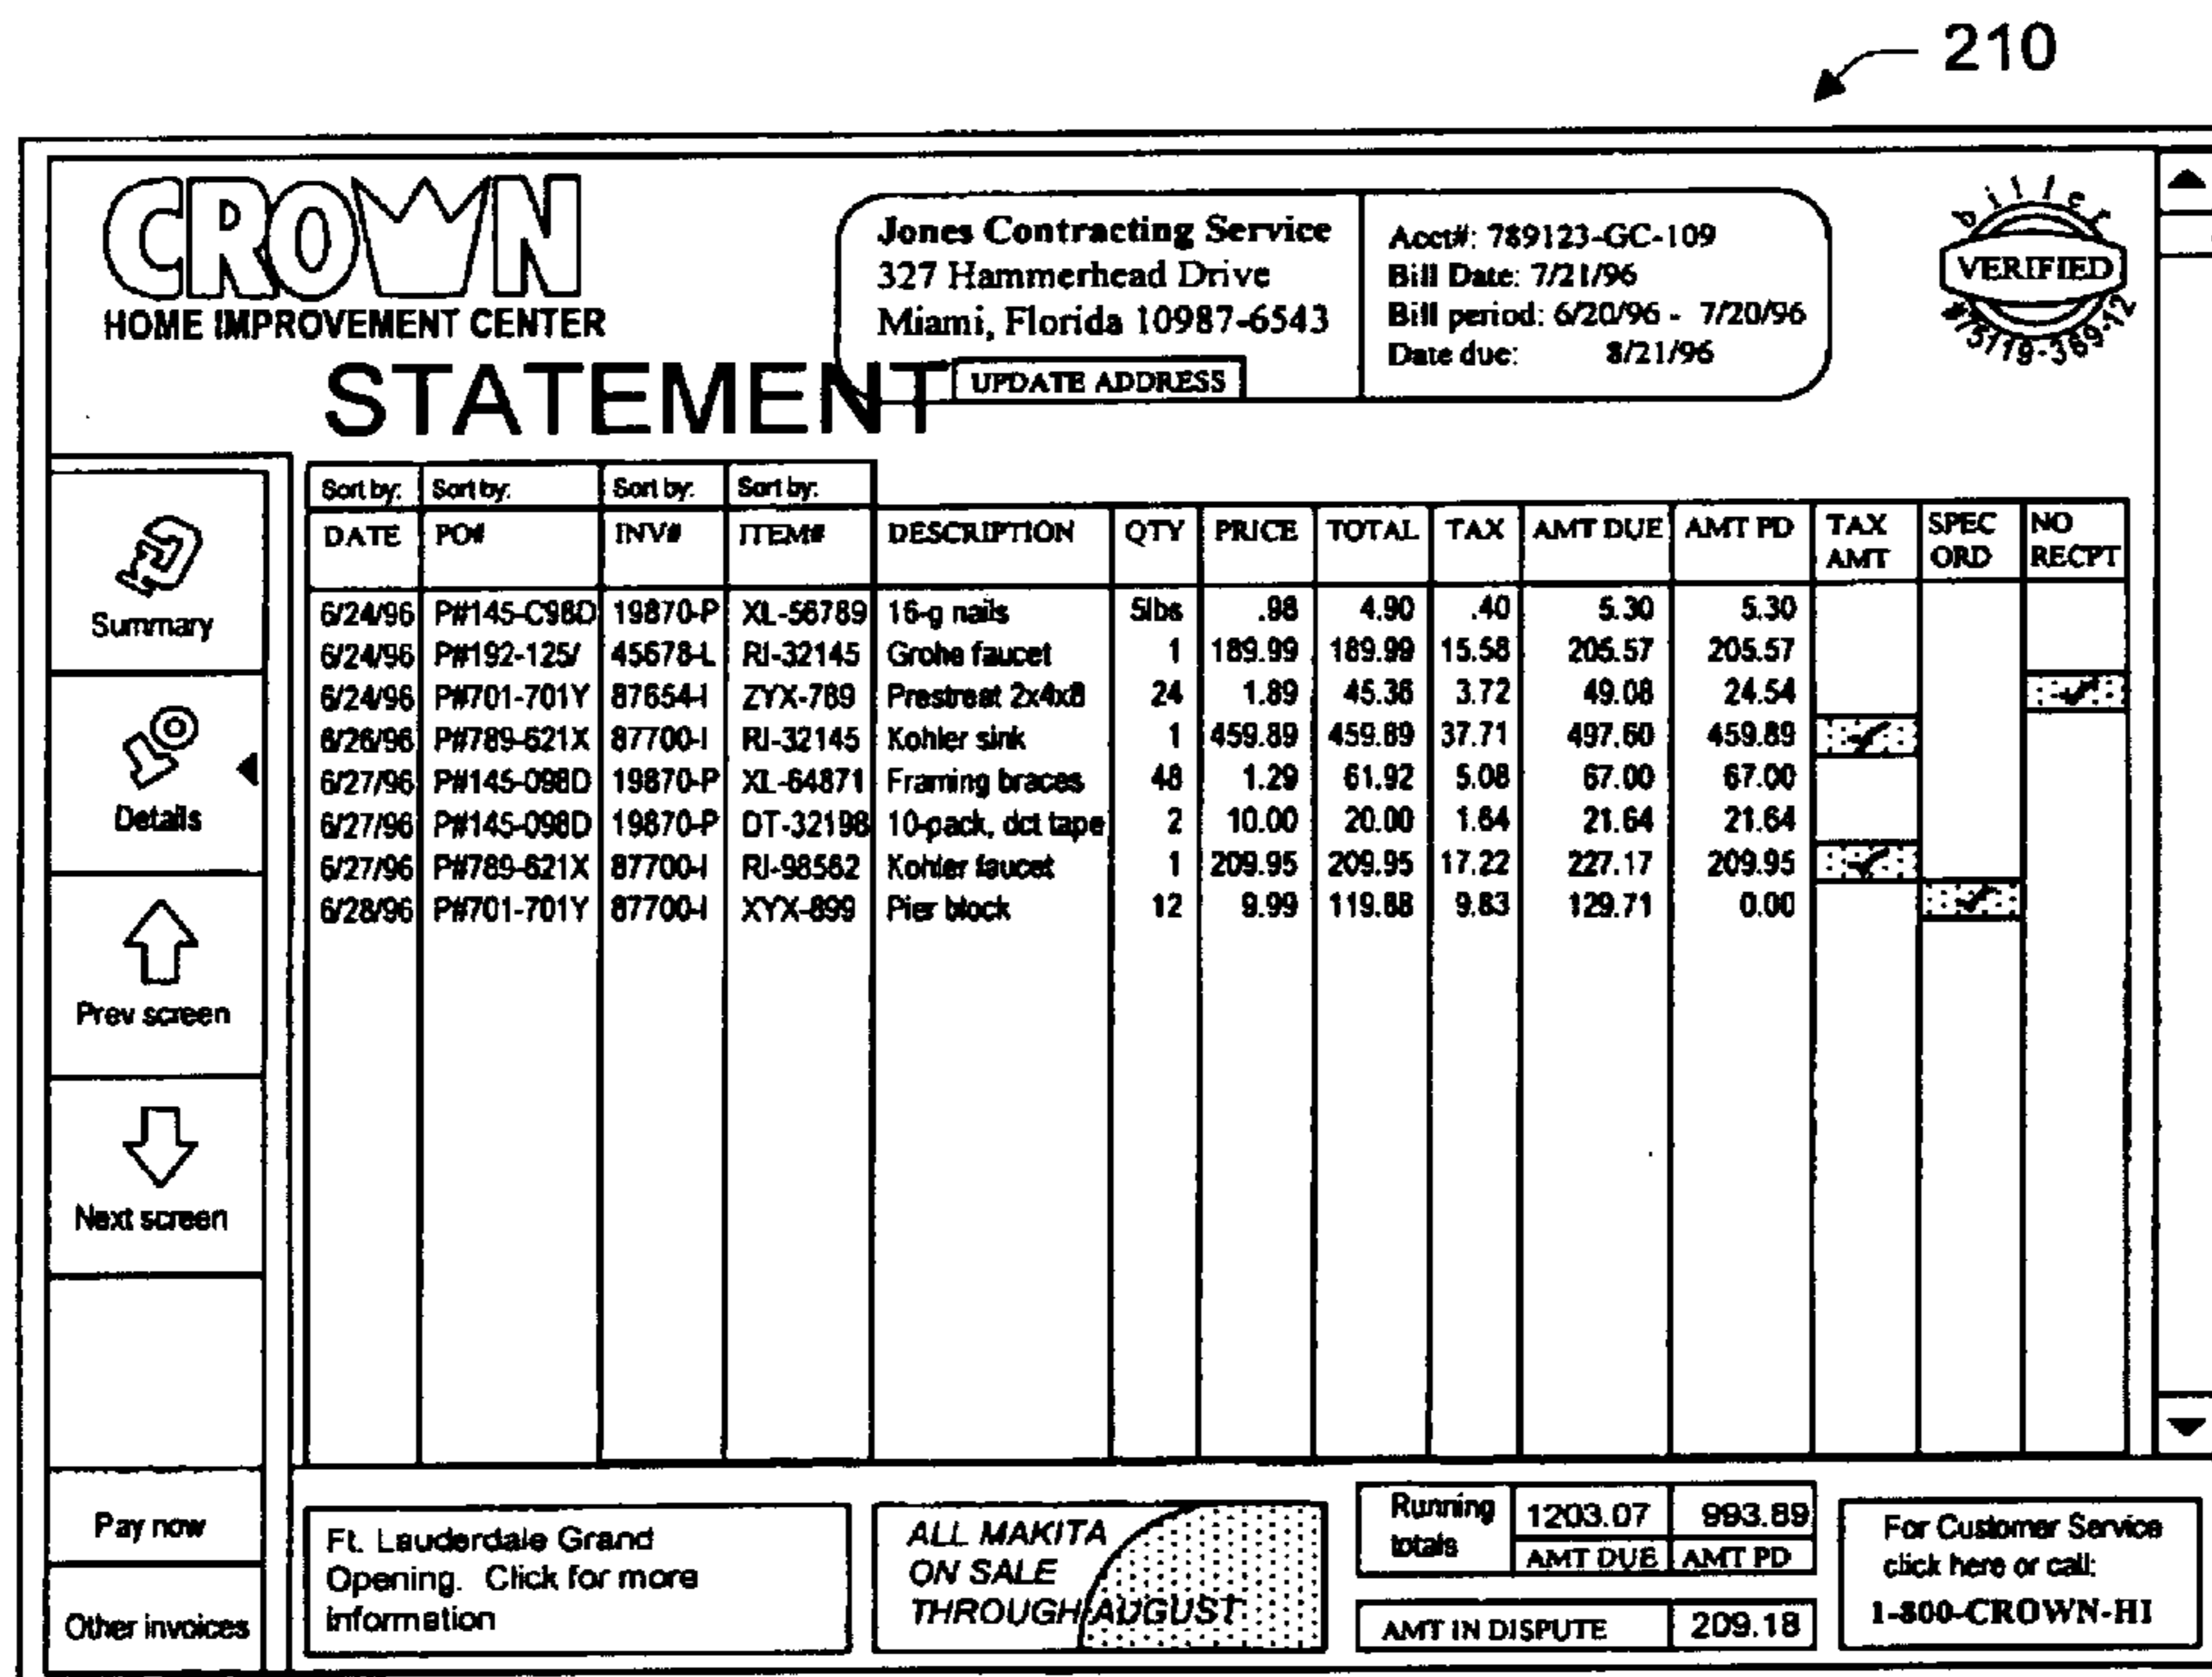 210
CROWN
HOME IMPROVEMENT CENTER
STATEMENT
Jones Contracting Service
327 Hammerhead Drive
Miami, Florida 10987-6543
UPDATE ADDRESS
Acct#: 789123-GC-109
Bill Date: 7/21/96
Bill period: 6/20/96 - 7/20/96
Date due: 8/21/96
biller
VERIFIED
#75119-369-12
Summary
Details
Prev screen
Next screen
Pay now
Other invoices
Sort by: Sort by: Sort by: Sort by:
DATE PO# INV# ITEM# DESCRIPTION QTY PRICE TOTAL TAX AMT DUE AMT PD TAX AMT SPEC ORD NO RECPT
6/24/96 P#145-C98D 19870-P XL-56789 16-g nails 5lbs .98 4.90 .40 5.30 5.30
6/24/96 P#192-125/ 45678-L RI-32145 Grohe faucet 1 189.99 189.99 15.58 205.57 205.57
6/24/96 P#701-701Y 87654-I ZYX-789 Prestreat 2x4x8 24 1.89 45.36 3.72 49.08 24.54 ✓
6/26/96 P#789-621X 87700-I RI-32145 Kohler sink 1 459.89 459.89 37.71 497.60 459.89 ✓
6/27/96 P#145-098D 19870-P XL-64871 Framing braces 48 1.29 61.92 5.08 67.00 67.00
6/27/96 P#145-098D 19870-P DT-32198 10-pack, dct tape 2 10.00 20.00 1.64 21.64 21.64
6/27/96 P#789-621X 87700-I RI-98562 Kohler faucet 1 209.95 209.95 17.22 227.17 209.95 ✓
6/28/96 P#701-701Y 87700-I XYX-899 Pier block 12 9.99 119.88 9.83 129.71 0.00 ✓
Ft. Lauderdale Grand
Opening. Click for more
information
ALL MAKITA
ON SALE
THROUGH AUGUST
Running totals 1203.07 993.89
AMT DUE AMT PD
AMT IN DISPUTE 209.18
For Customer Service
click here or call:
1-800-CROWN-HI